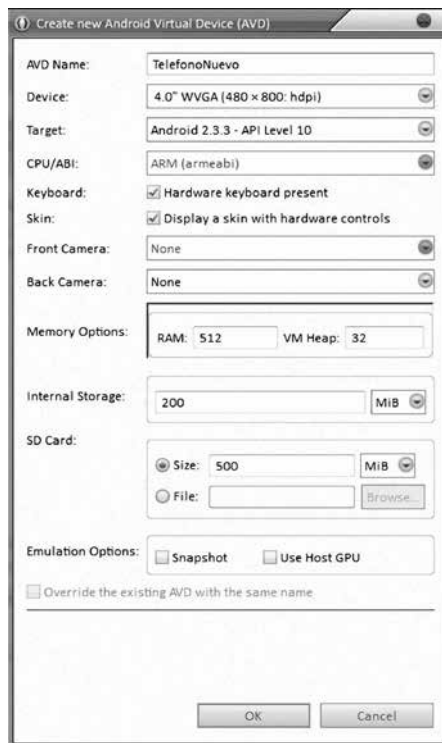 Create new Android Virtual Device (AVD)
AVD Name: TelefonoNuevo
Device: 4.0" WVGA (480 × 800: hdpi)
Target: Android 2.3.3 - API Level 10
CPU/ABI: ARM (armeabi)
Keyboard: Hardware keyboard present
Skin: Display a skin with hardware controls
Front Camera: None
Back Camera: None
Memory Options: RAM: 512 VM Heap: 32
Internal Storage: 200 MiB
SD Card:
Size: 500 MiB
File: Browse...
Emulation Options: Snapshot Use Host GPU
Override the existing AVD with the same name
OK Cancel